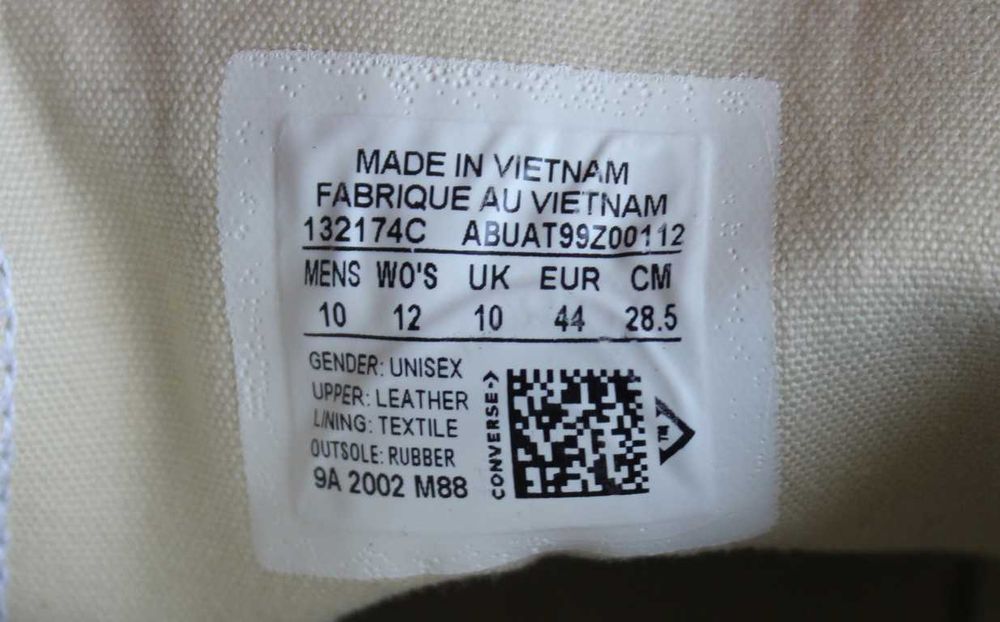 MADE IN VIETNAM
FABRIQUE AU VIETNAM
132174C ABUAT99Z00112
MENS WO'S UK EUR CM
10 12 10 44 28.5
GENDER: UNISEX
UPPER: LEATHER
LINING: TEXTILE
OUTSOLE: RUBBER
9A 2002 M88
CONVERSE->
TM